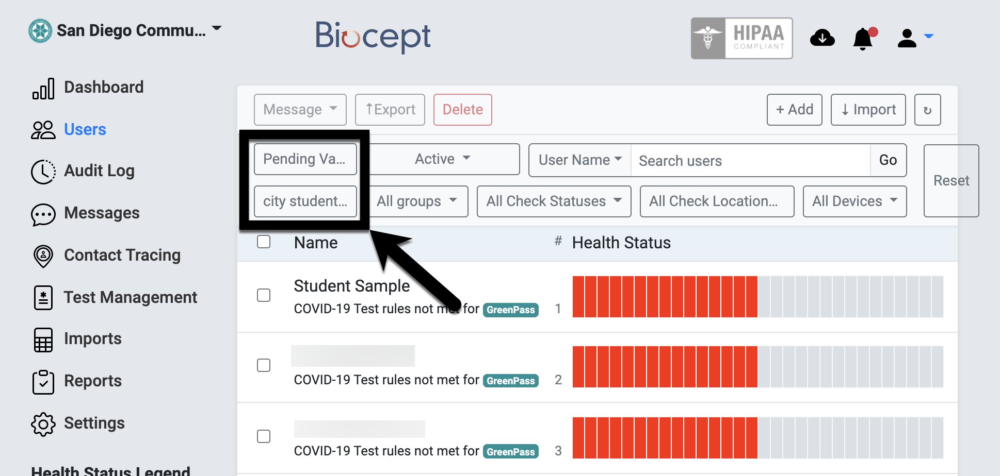 San Diego Commu...
Biocept
HIPAA
COMPLIANT
Dashboard
Users
Audit Log
Messages
Contact Tracing
Test Management
Imports
Reports
Settings
Health Status Legend
Message
↑Export
Delete
+ Add
↓ Import
↻
Pending Va...
Active
User Name
Search users
Go
Reset
city student...
All groups
All Check Statuses
All Check Location...
All Devices
Name
# Health Status
Student Sample
COVID-19 Test rules not met for GreenPass
1
COVID-19 Test rules not met for GreenPass
2
COVID-19 Test rules not met for GreenPass
3